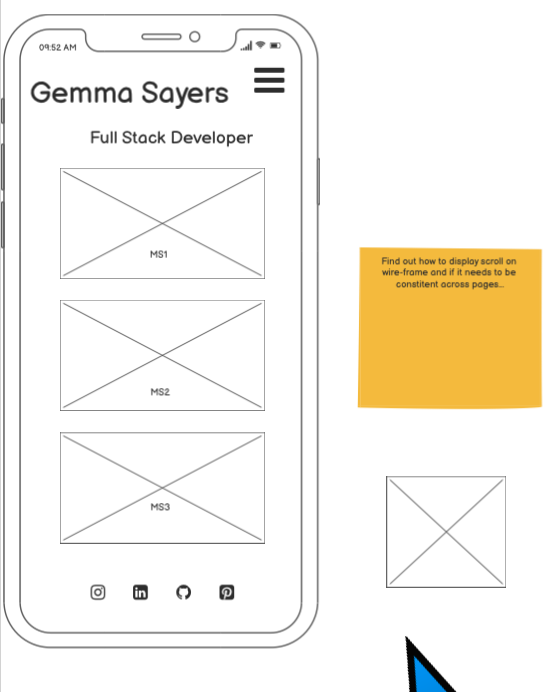 09:52 AM
Gemma Sayers
Full Stack Developer
MS1
MS2
MS3
Find out how to display scroll on
wire-frame and if it needs to be
constitent across pages...